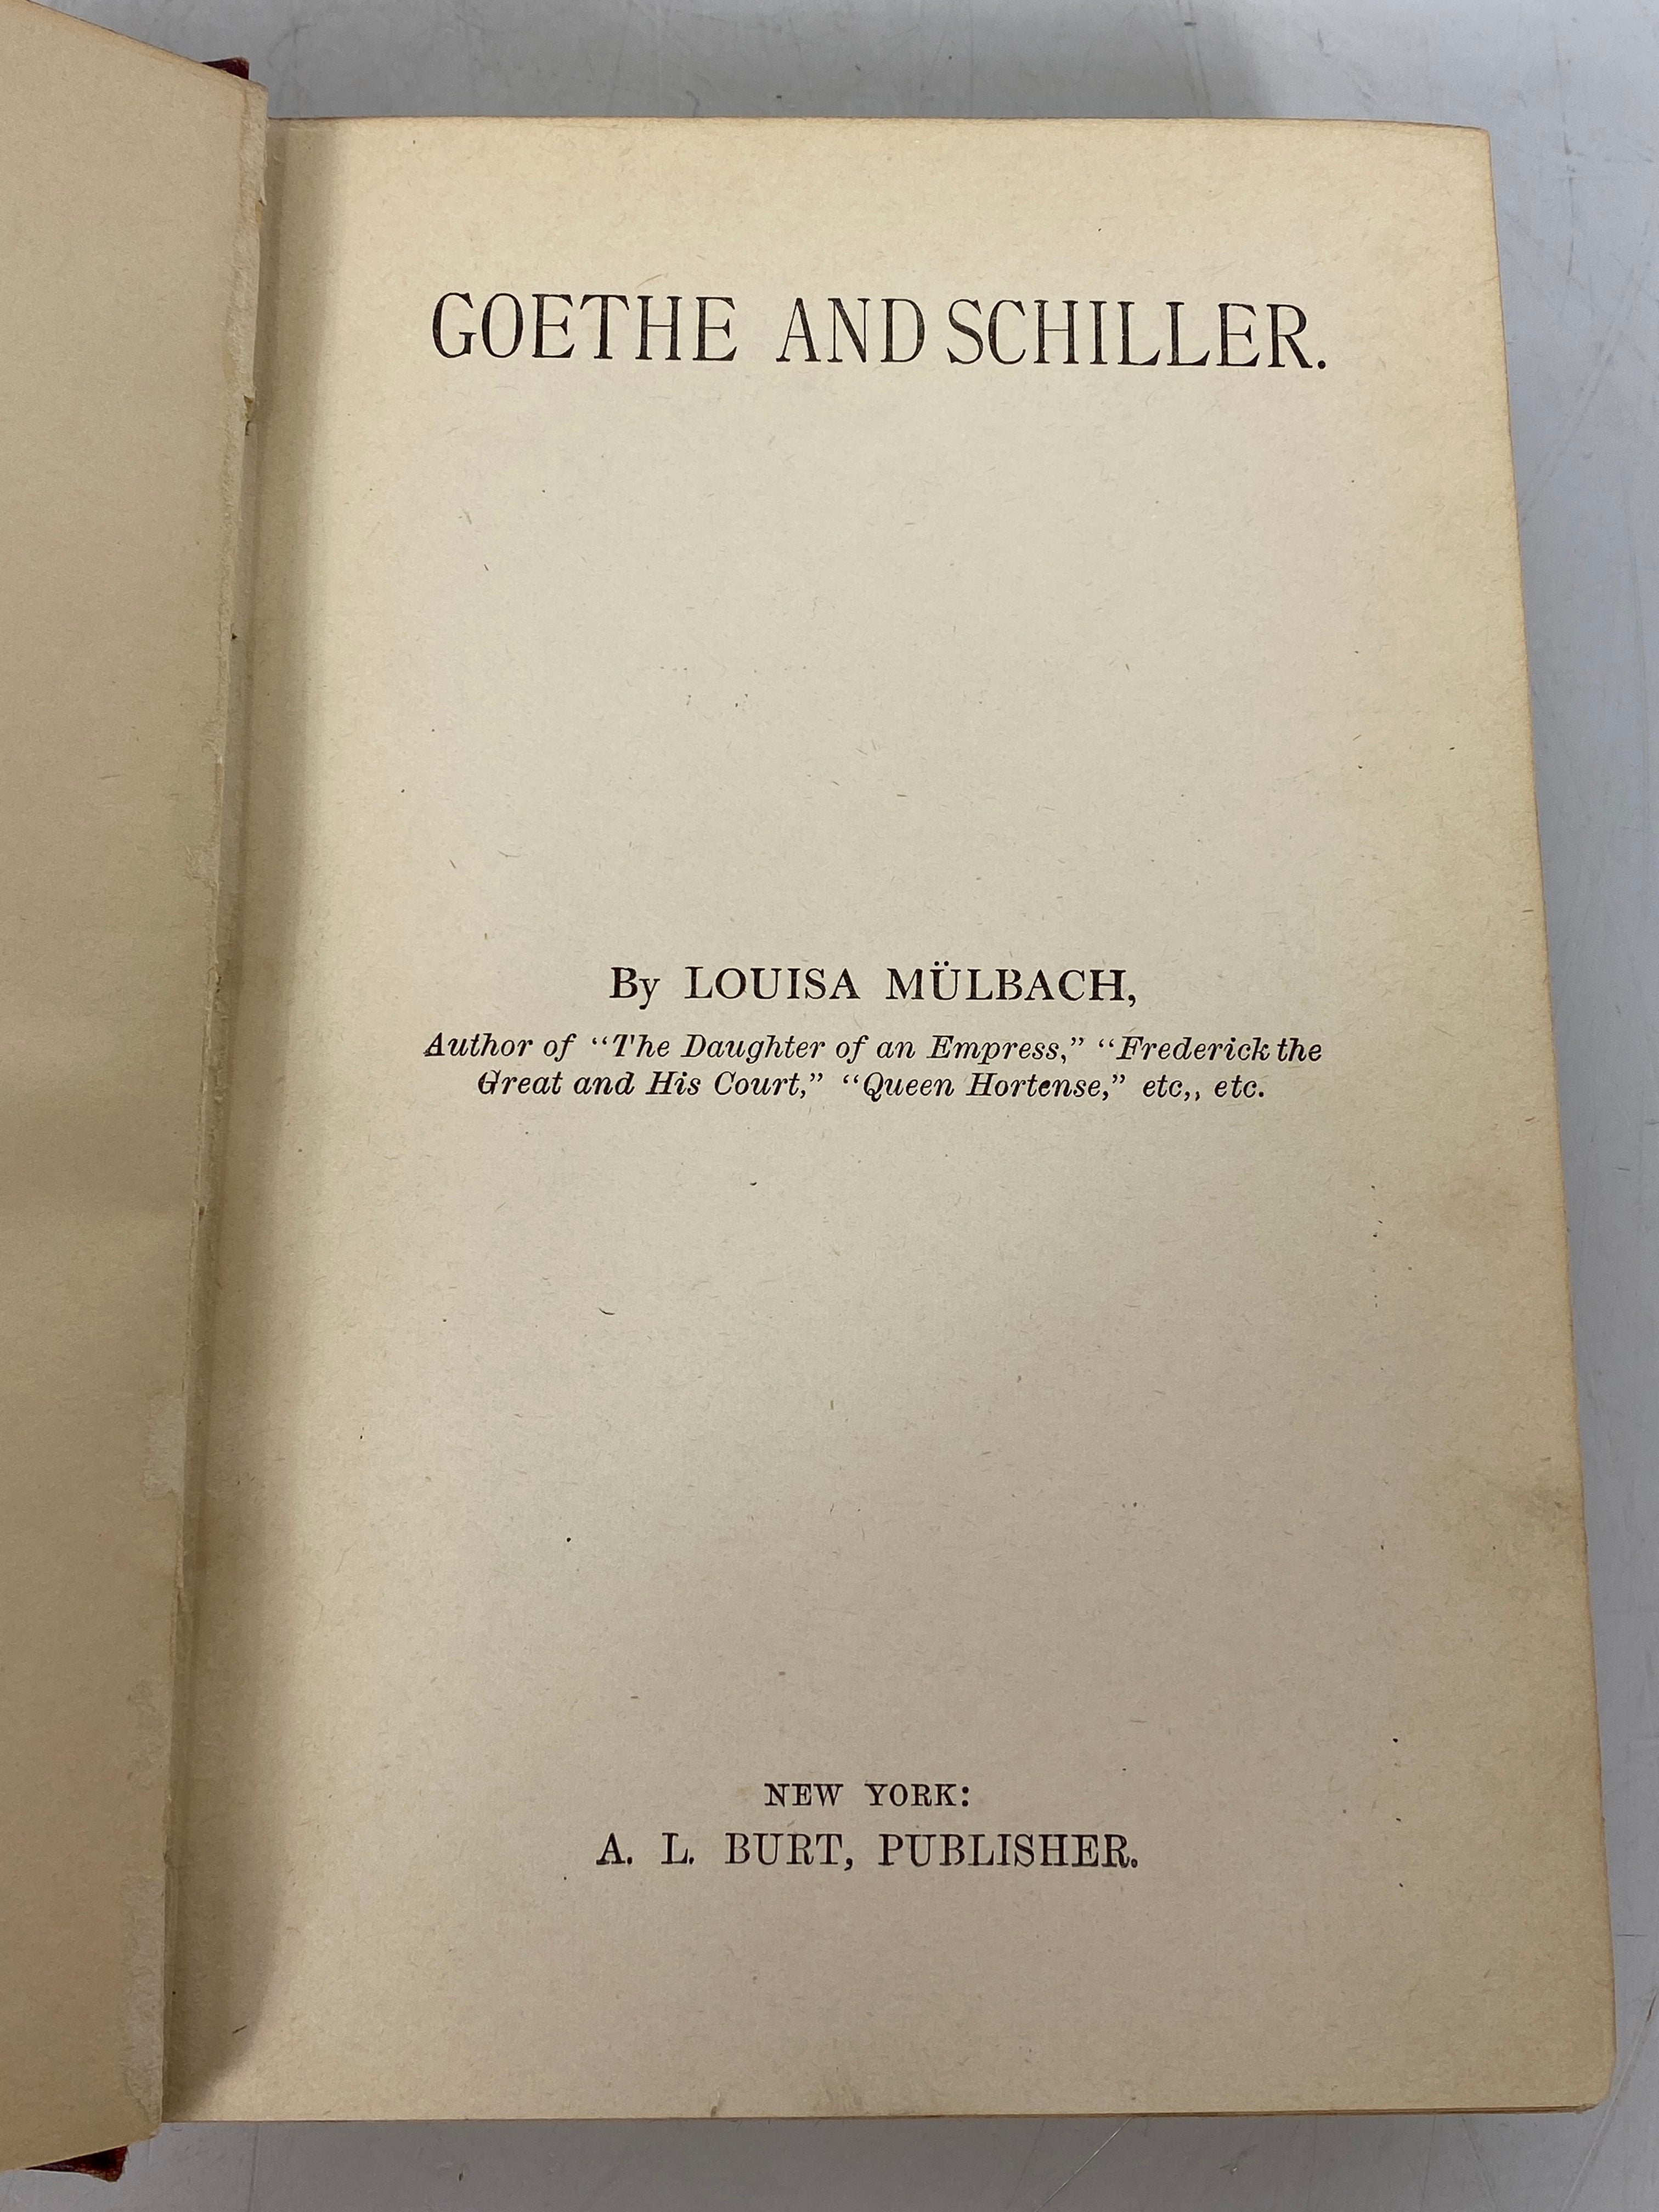 GOETHE AND SCHILLER.
By LOUISA MÜLBACH,
Author of “The Daughter of an Empress,” “Frederick the
Great and His Court,” “Queen Hortense,” etc,, etc.
NEW YORK:
A. L. BURT, PUBLISHER.